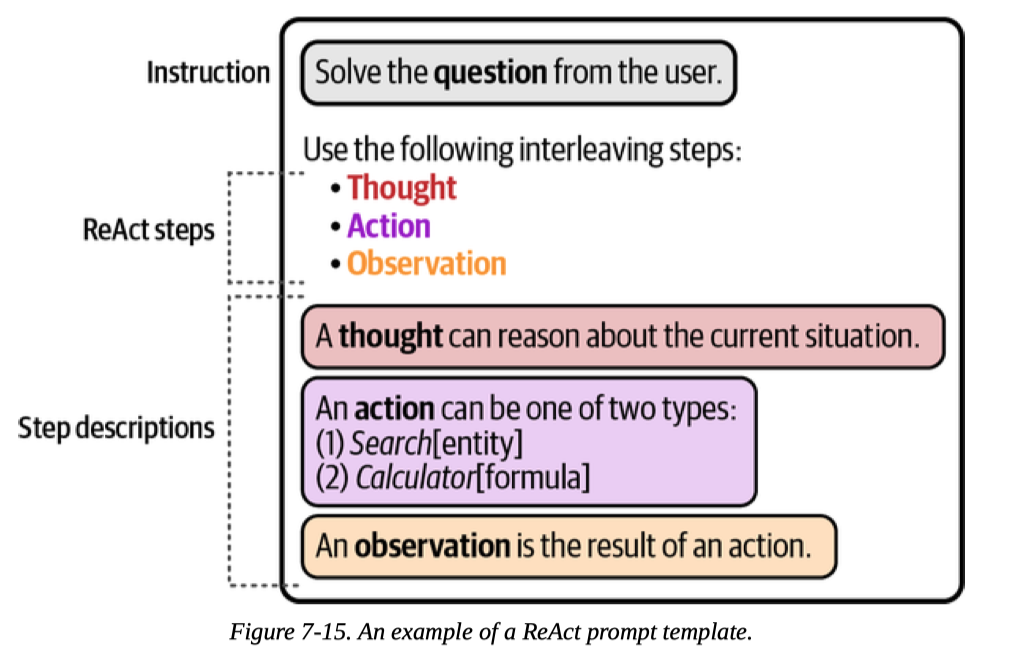 Instruction
Solve the question from the user.
Use the following interleaving steps:
ReAct steps
• Thought
• Action
• Observation
Step descriptions
A thought can reason about the current situation.
An action can be one of two types:
(1) Search[entity]
(2) Calculator[formula]
An observation is the result of an action.
Figure 7-15. An example of a ReAct prompt template.